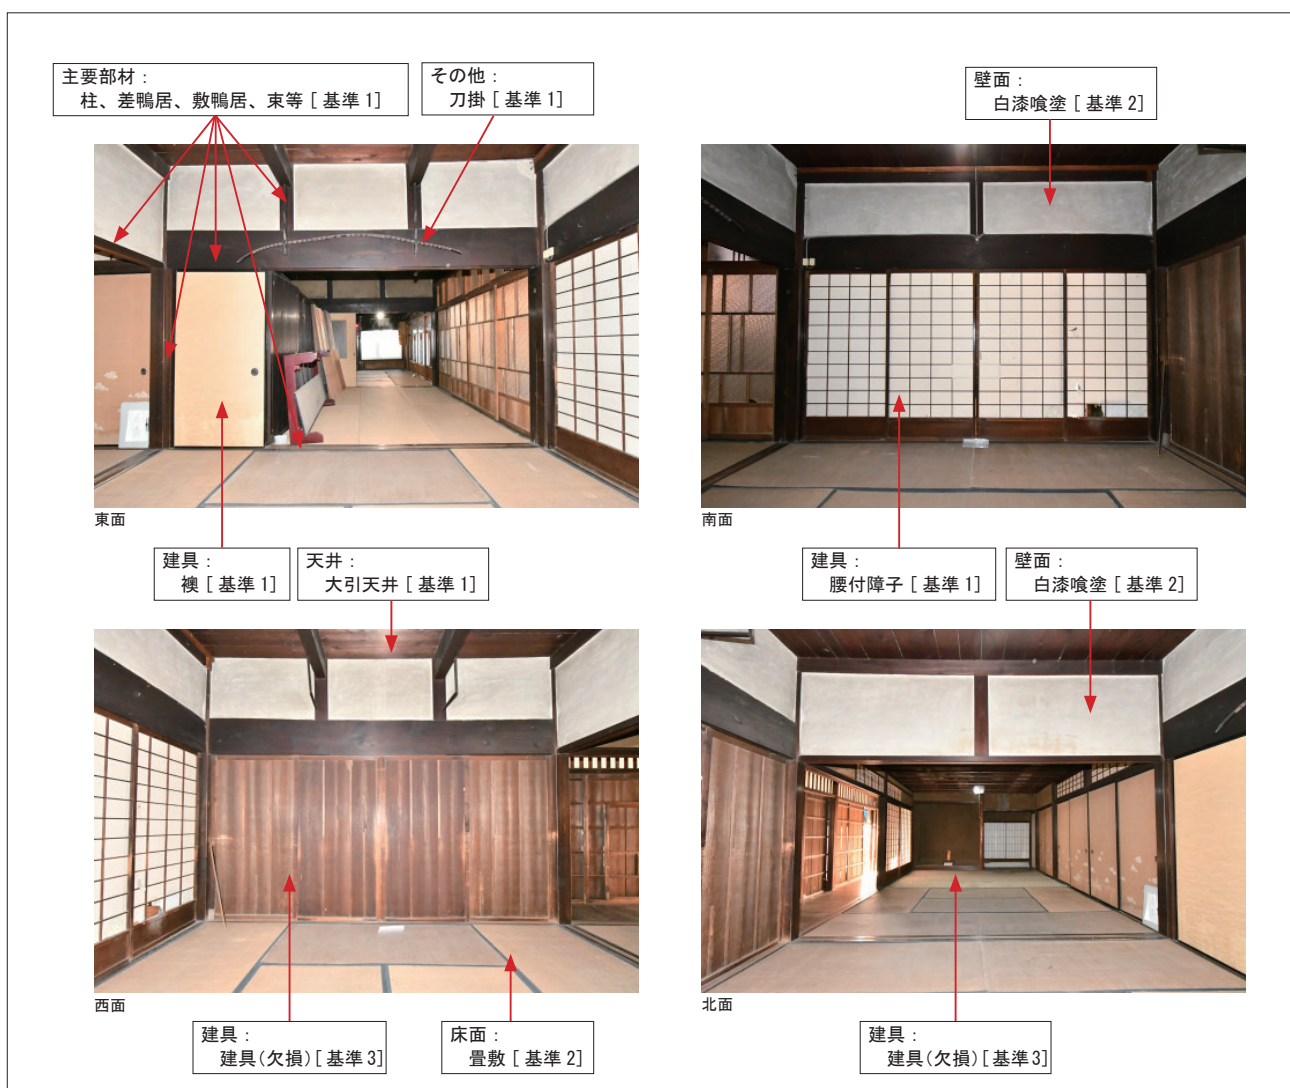 主要部材：
柱、差鴨居、敷鴨居、束等 [ 基準 1]
その他：
刀掛 [ 基準 1]
壁面：
白漆喰塗 [ 基準 2]
東面
南面
建具：
襖 [ 基準 1]
天井：
大引天井 [ 基準 1]
建具：
腰付障子 [ 基準 1]
壁面：
白漆喰塗 [ 基準 2]
西面
北面
建具：
建具(欠損) [ 基準 3]
床面：
畳敷 [ 基準 2]
建具：
建具(欠損) [ 基準 3]